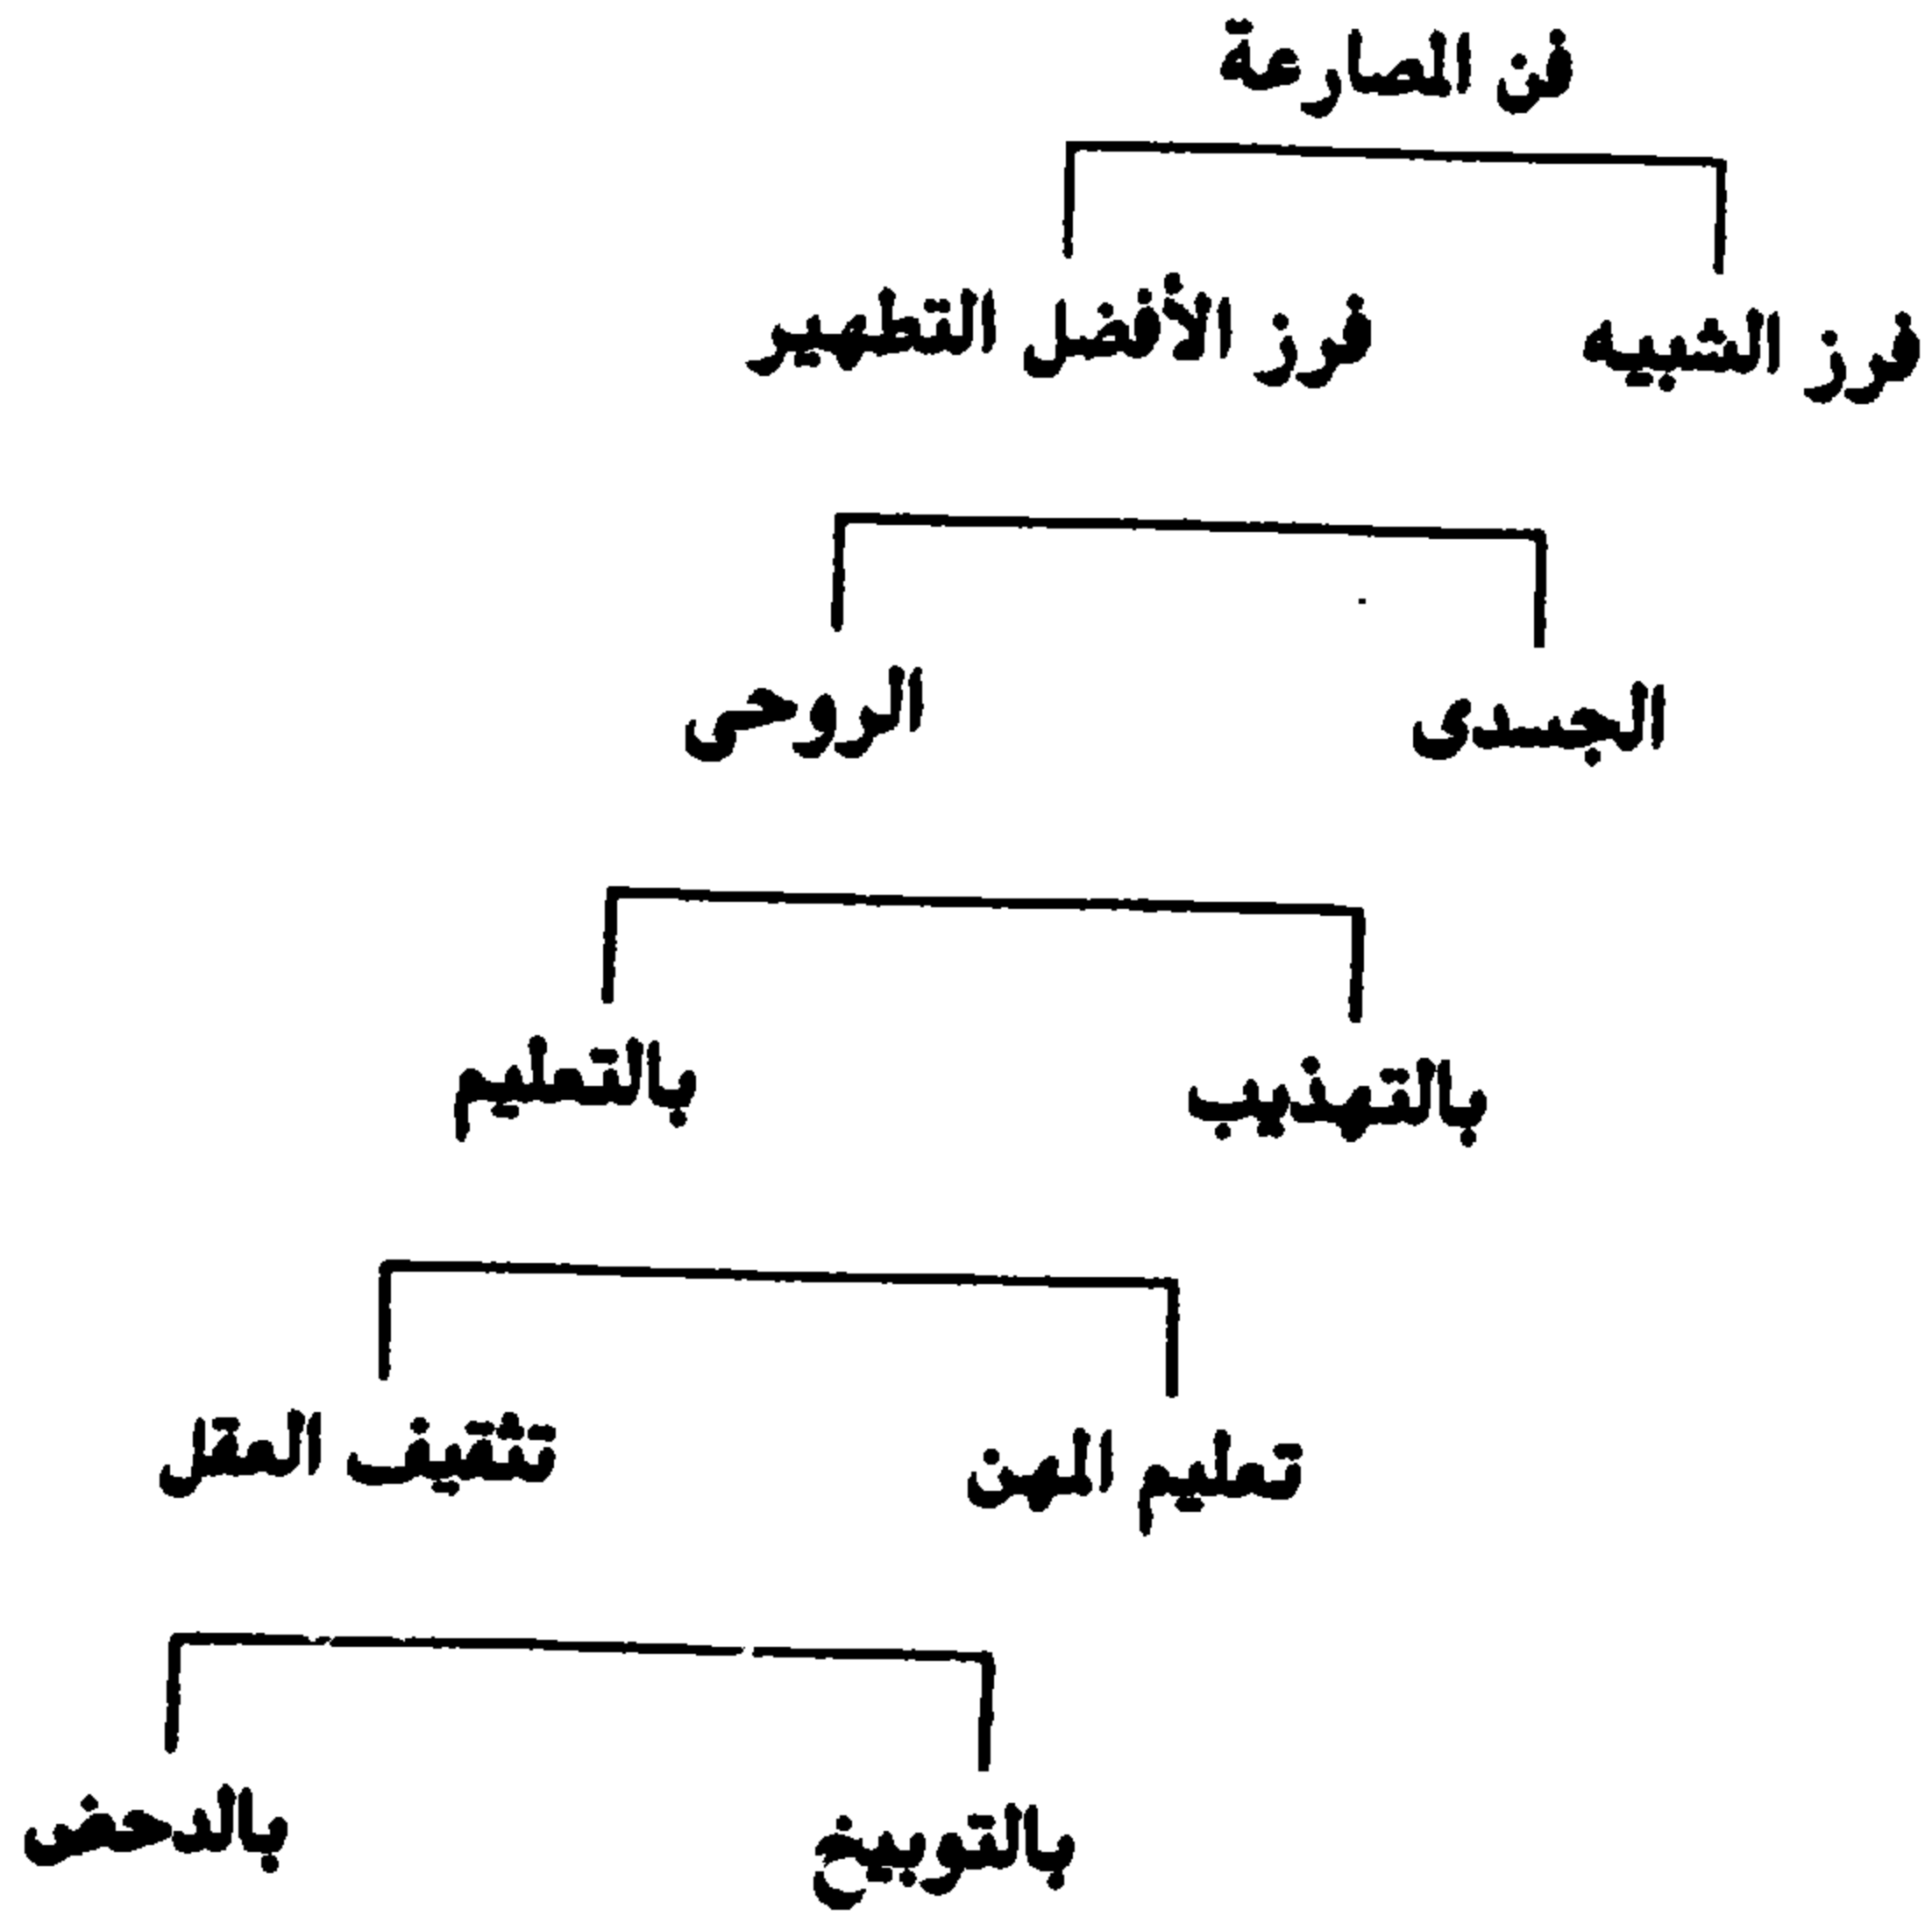 فن المصارعة
فرز الشبيه
فرز الأفضل التطهير
الجسدى
الروحى
بالتهذيب
بالتعليم
تعليم المهن
تثقيف العقل
بالتوبيخ
بالدحض